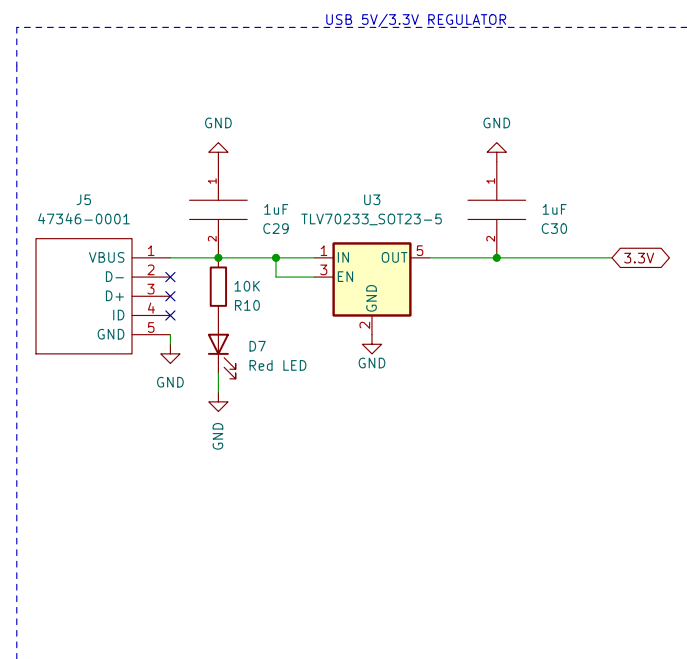 USB 5V/3.3V REGULATOR
GND
GND
1
1
J5
47346-0001
1uF
C29
U3
TLV70233_SOT23-5
1uF
C30
2
2
VBUS 1
D- 2
D+ 3
ID 4
GND 5
1 IN OUT 5
3 EN
GND
2
3.3V
10K
R10
D7
Red LED
GND
GND
GND